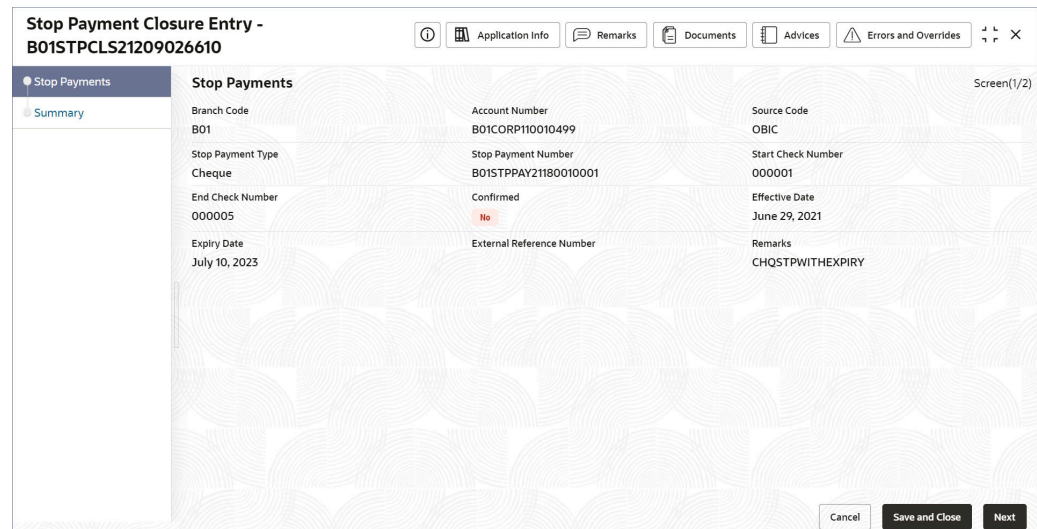 Stop Payment Closure Entry -
B01STPCLS21209026610
Application Info
Remarks
Documents
Advices
Errors and Overrides
Stop Payments
Summary
Stop Payments
Screen(1/2)
Branch Code
Account Number
Source Code
B01
B01CORP110010499
OBIC
Stop Payment Type
Stop Payment Number
Start Check Number
Cheque
B01STPPAY21180010001
000001
End Check Number
Confirmed
Effective Date
000005
No
June 29, 2021
Expiry Date
External Reference Number
Remarks
July 10, 2023
CHQSTPWITHEXPIRY
Cancel
Save and Close
Next